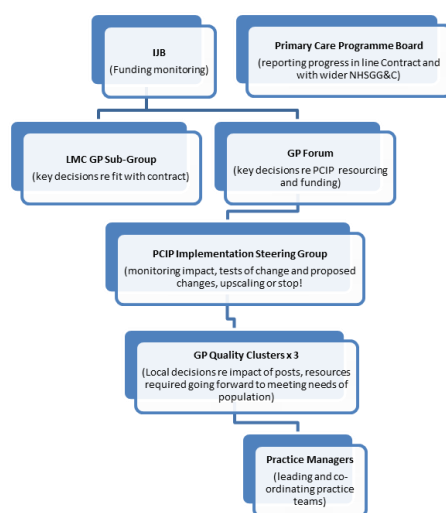 IJB
(Funding monitoring)
Primary Care Programme Board
(reporting progress in line Contract and
with wider NHSGG&C)
LMC GP Sub-Group
(key decisions re fit with contract)
GP Forum
(key decisions re PCIP resourcing
and funding)
PCIP Implementation Steering Group
(monitoring impact, tests of change and proposed
changes, upscaling or stop!
GP Quality Clusters x 3
(Local decisions re impact of posts, resources
required going forward to meeting needs of
population)
Practice Managers
(leading and co-
ordinating practice
teams)